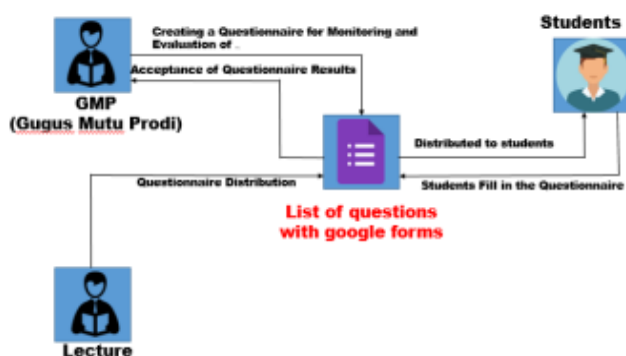 Students
Creating a Questionnaire for Monitoring and
Evaluation of ..
Acceptance of Questionnaire Results
GMP
(Gugus Mutu Prodi)
Distributed to students
Questionnaire Distribution
Students Fill in the Questionnaire
List of questions
with google forms
Lecture